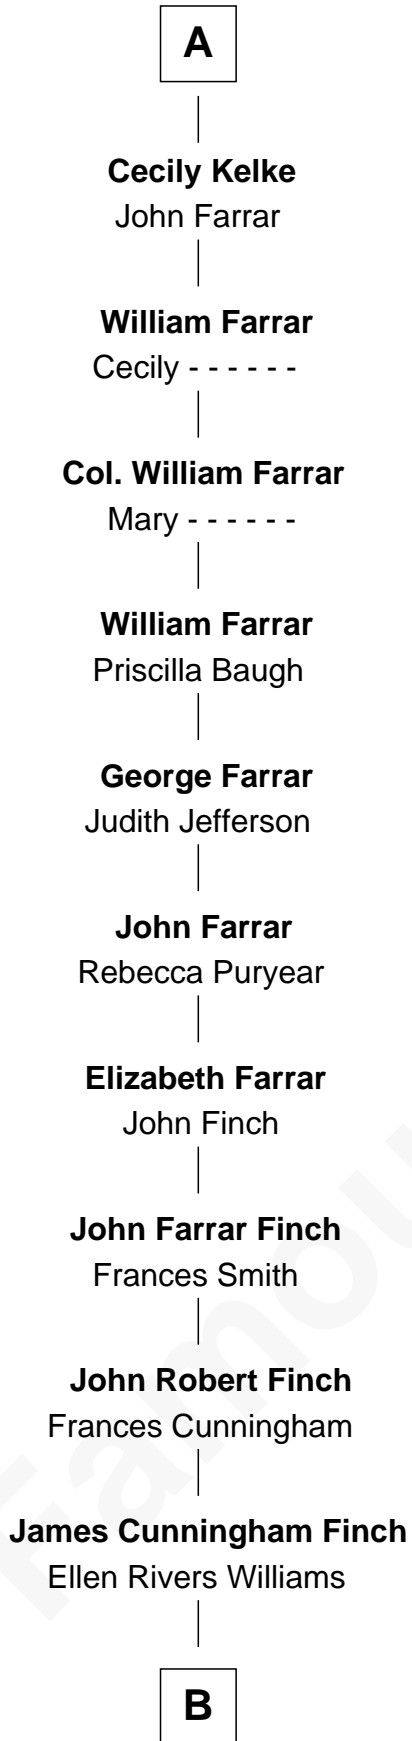 A
Cecily Kelke
John Farrar
William Farrar
Cecily - - - - - -
Col. William Farrar
Mary - - - - - -
William Farrar
Priscilla Baugh
George Farrar
Judith Jefferson
John Farrar
Rebecca Puryear
Elizabeth Farrar
John Finch
John Farrar Finch
Frances Smith
John Robert Finch
Frances Cunningham
James Cunningham Finch
Ellen Rivers Williams
B
Famou